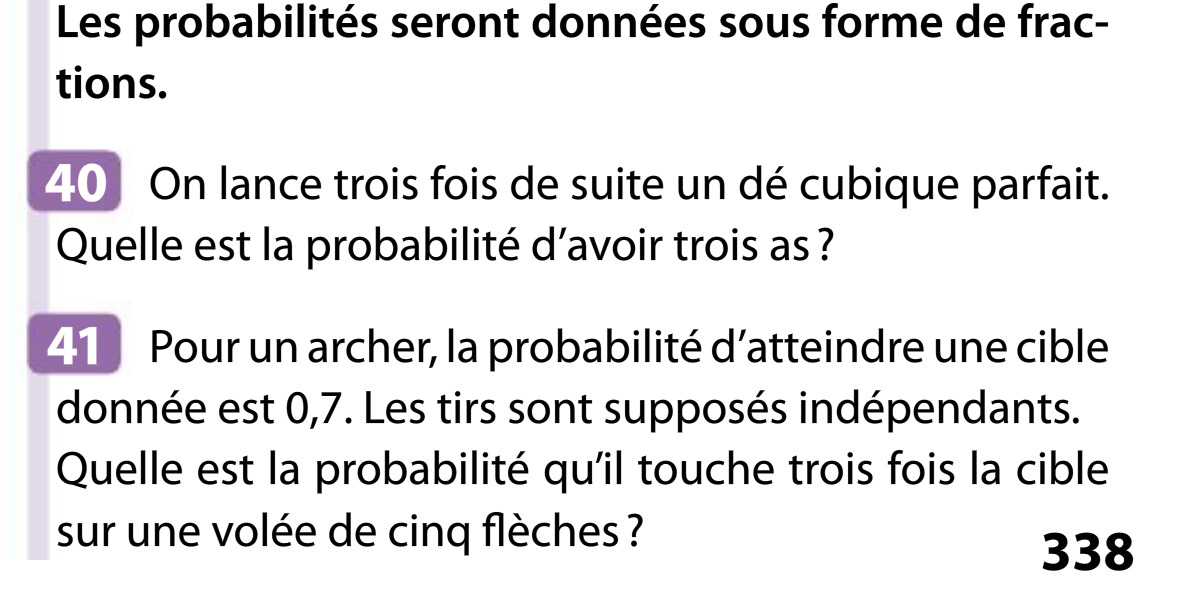 Les probabilités seront données sous forme de frac-
tions.
40 On lance trois fois de suite un dé cubique parfait.
Quelle est la probabilité d’avoir trois as ?
41 Pour un archer, la probabilité d’atteindre une cible
donnée est 0,7. Les tirs sont supposés indépendants.
Quelle est la probabilité qu’il touche trois fois la cible
sur une volée de cinq flèches ?
338